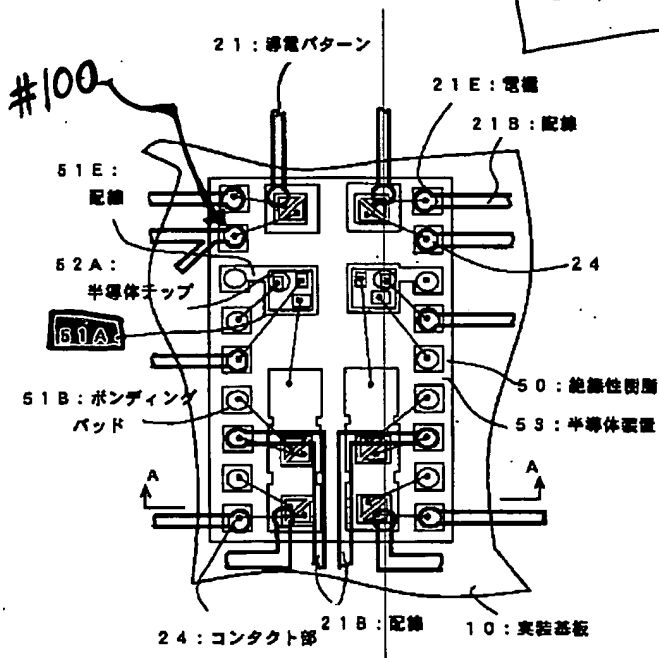 21:導電パターン
#100
21E:電極
21B:配線
51E:
配線
52A:
半導体チップ
24
51A
51B:ボンディング
パッド
50:絶縁性樹脂
53:半導体装置
A
A
24:コンタクト部
21B:配線
10:実装基板